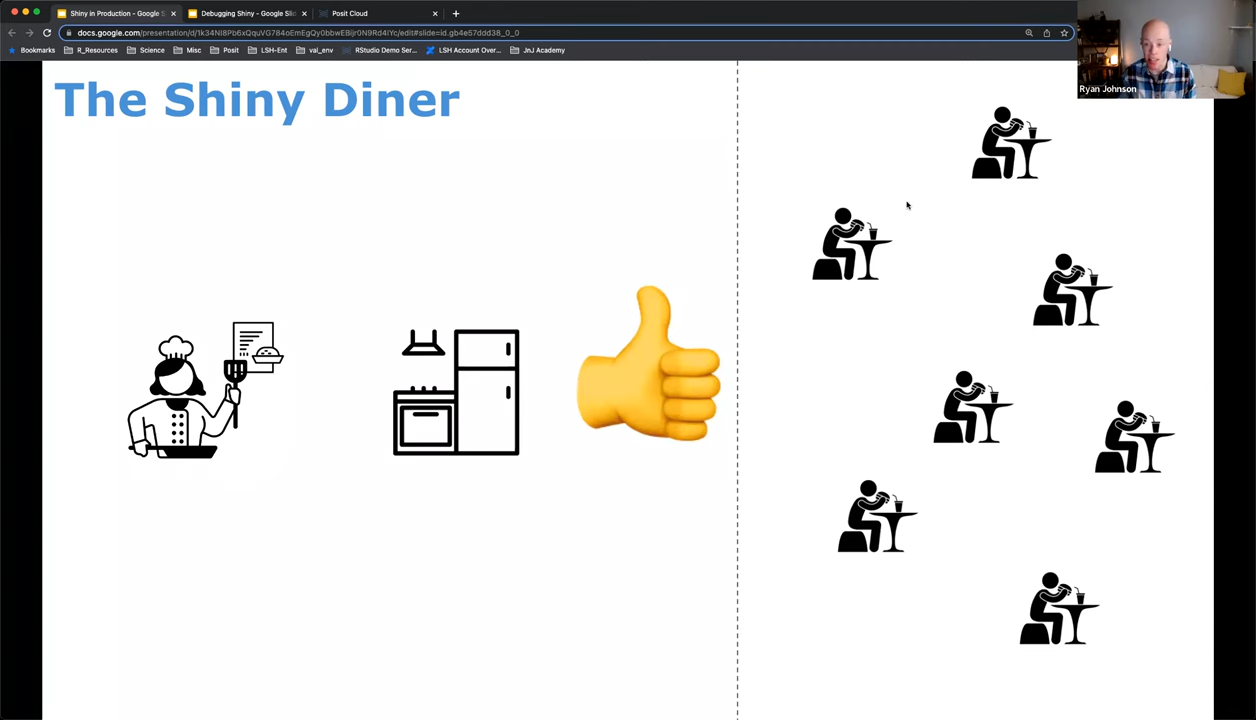 Shiny in Production - Google S
Debugging Shiny - Google Slid
Posit Cloud
docs.google.com/presentation/d/1k34NI8Pb6xQquVG784oEmEgQy0bbwEBijr0N9Rd4iYc/edit#slide=id.gb4e57ddd38_0_0
Bookmarks
R_Resources
Science
Misc
Posit
LSH-Ent
val_env
RStudio Demo Ser...
LSH Account Over...
JnJ Academy
Ryan Johnson
The Shiny Diner